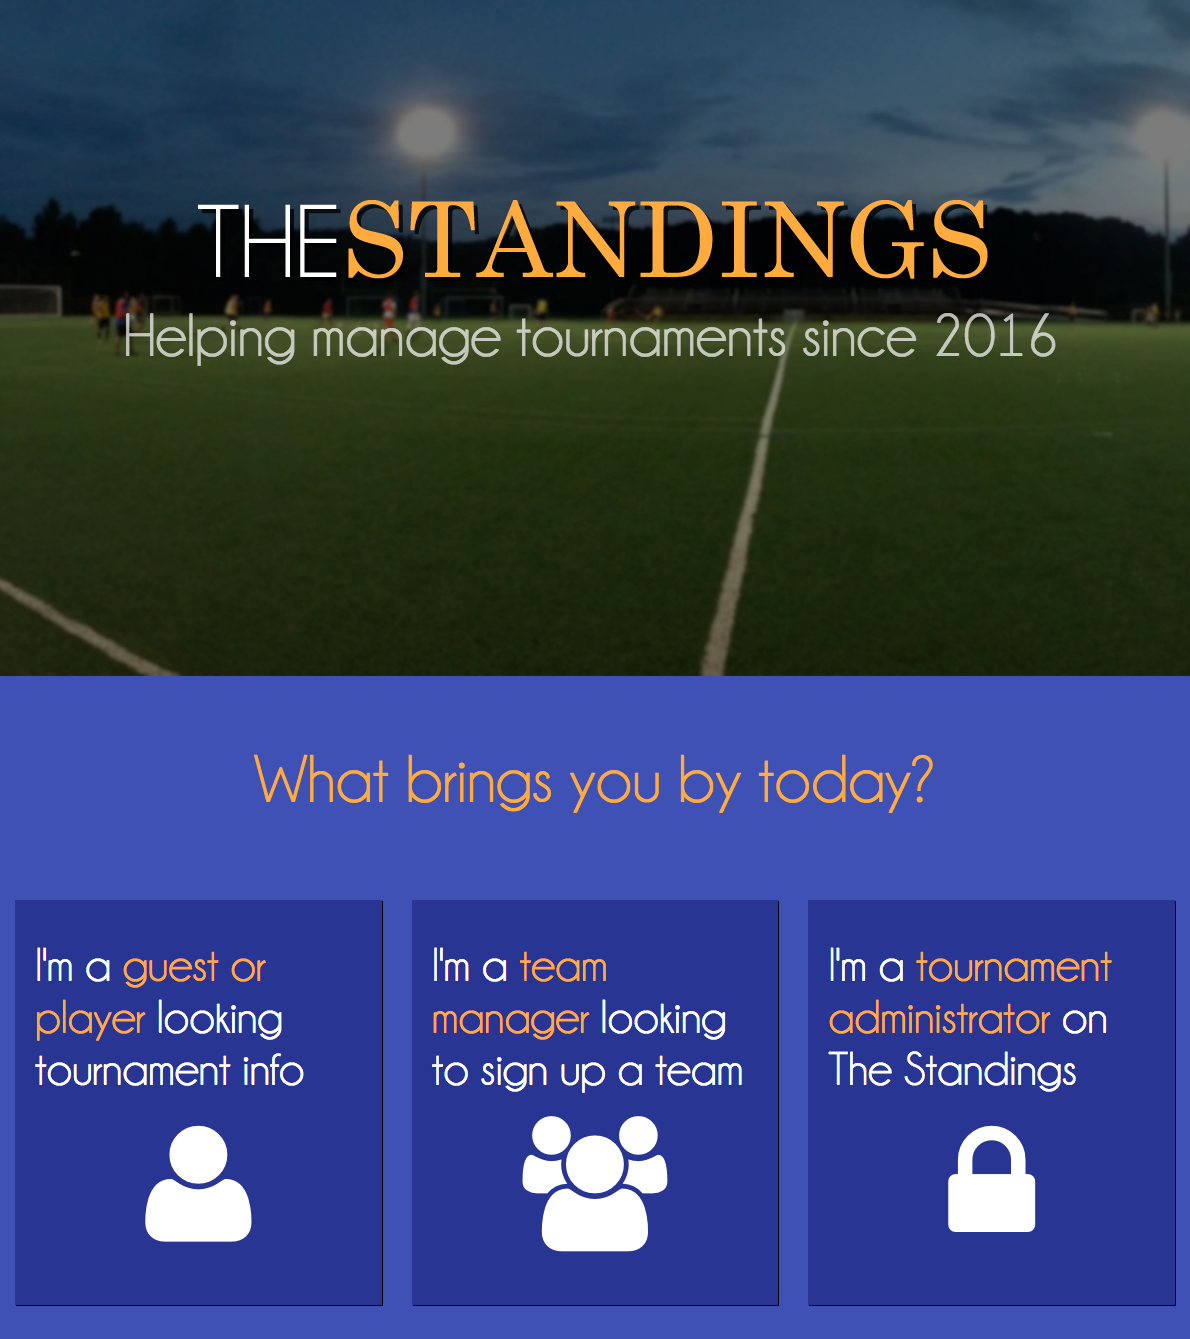 THESTANDINGS
Helping manage tournaments since 2016
What brings you by today?
I'm a guest or
player looking
tournament info
I'm a team
manager looking
to sign up a team
I'm a tournament
administrator on
The Standings